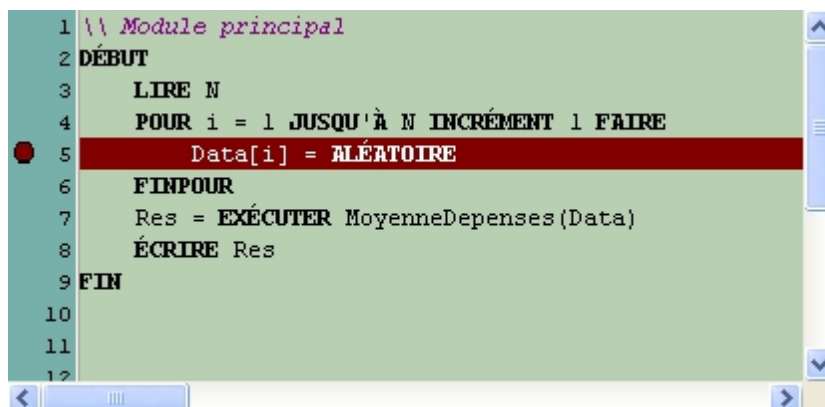 1 \\ Module principal
2 DÉBUT
3 LIRE N
4 POUR i = 1 JUSQU'À N INCRÉMENT 1 FAIRE
5 Data[i] = ALÉATOIRE
6 FINPOUR
7 Res = EXÉCUTER MoyenneDepenses(Data)
8 ÉCRIRE Res
9 FIN
10
11
12